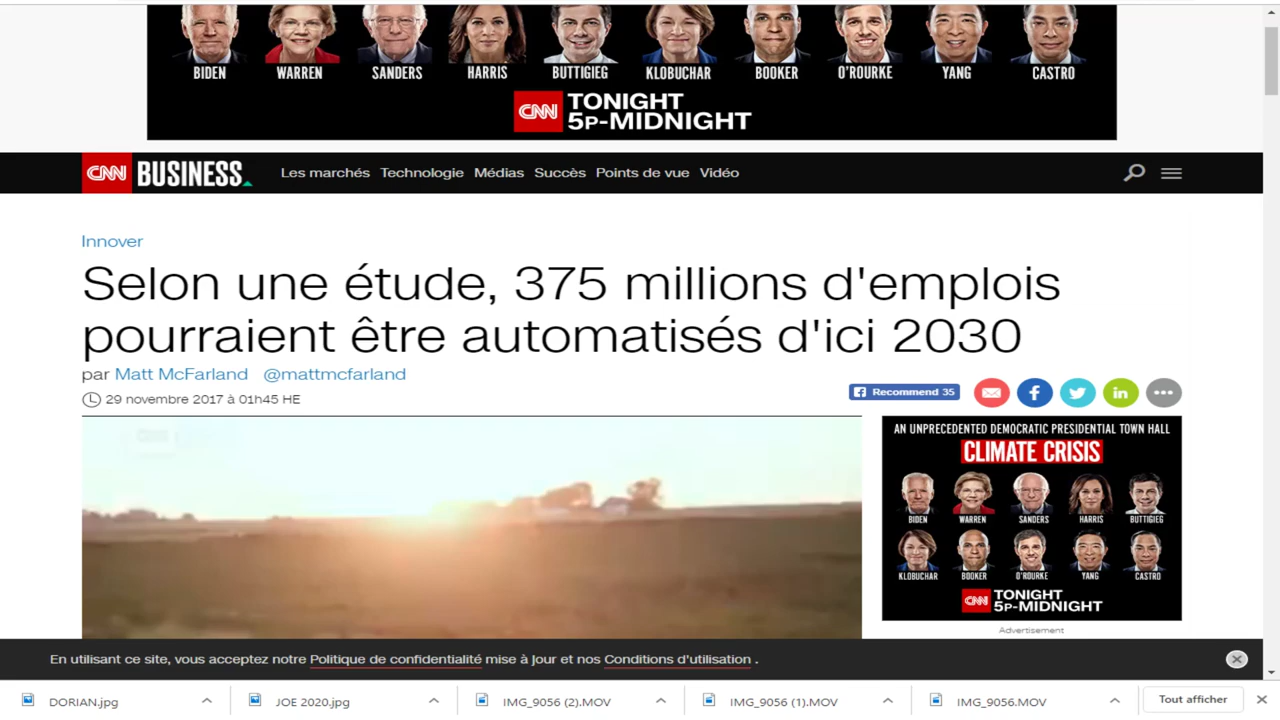 BIDEN WARREN SANDERS HARRIS BUTTIGIEG KLOBUCHAR BOOKER O'ROURKE YANG CASTRO
CNN TONIGHT
5P-MIDNIGHT
CNN BUSINESS Les marchés Technologie Médias Succès Points de vue Vidéo
Innover
Selon une étude, 375 millions d'emplois
pourraient être automatisés d'ici 2030
par Matt McFarland @mattmcfarland
29 novembre 2017 à 01h45 HE
Recommend 35
AN UNPRECEDENTED DEMOCRATIC PRESIDENTIAL TOWN HALL
CLIMATE CRISIS
BIDEN WARREN SANDERS HARRIS BUTTIGIEG
KLOBUCHAR BOOKER O'ROURKE YANG CASTRO
CNN TONIGHT
5P-MIDNIGHT
Advertisement
En utilisant ce site, vous acceptez notre Politique de confidentialité mise à jour et nos Conditions d'utilisation .
DORIAN.jpg JOE 2020.jpg IMG_9056 (2).MOV IMG_9056 (1).MOV IMG_9056.MOV Tout afficher